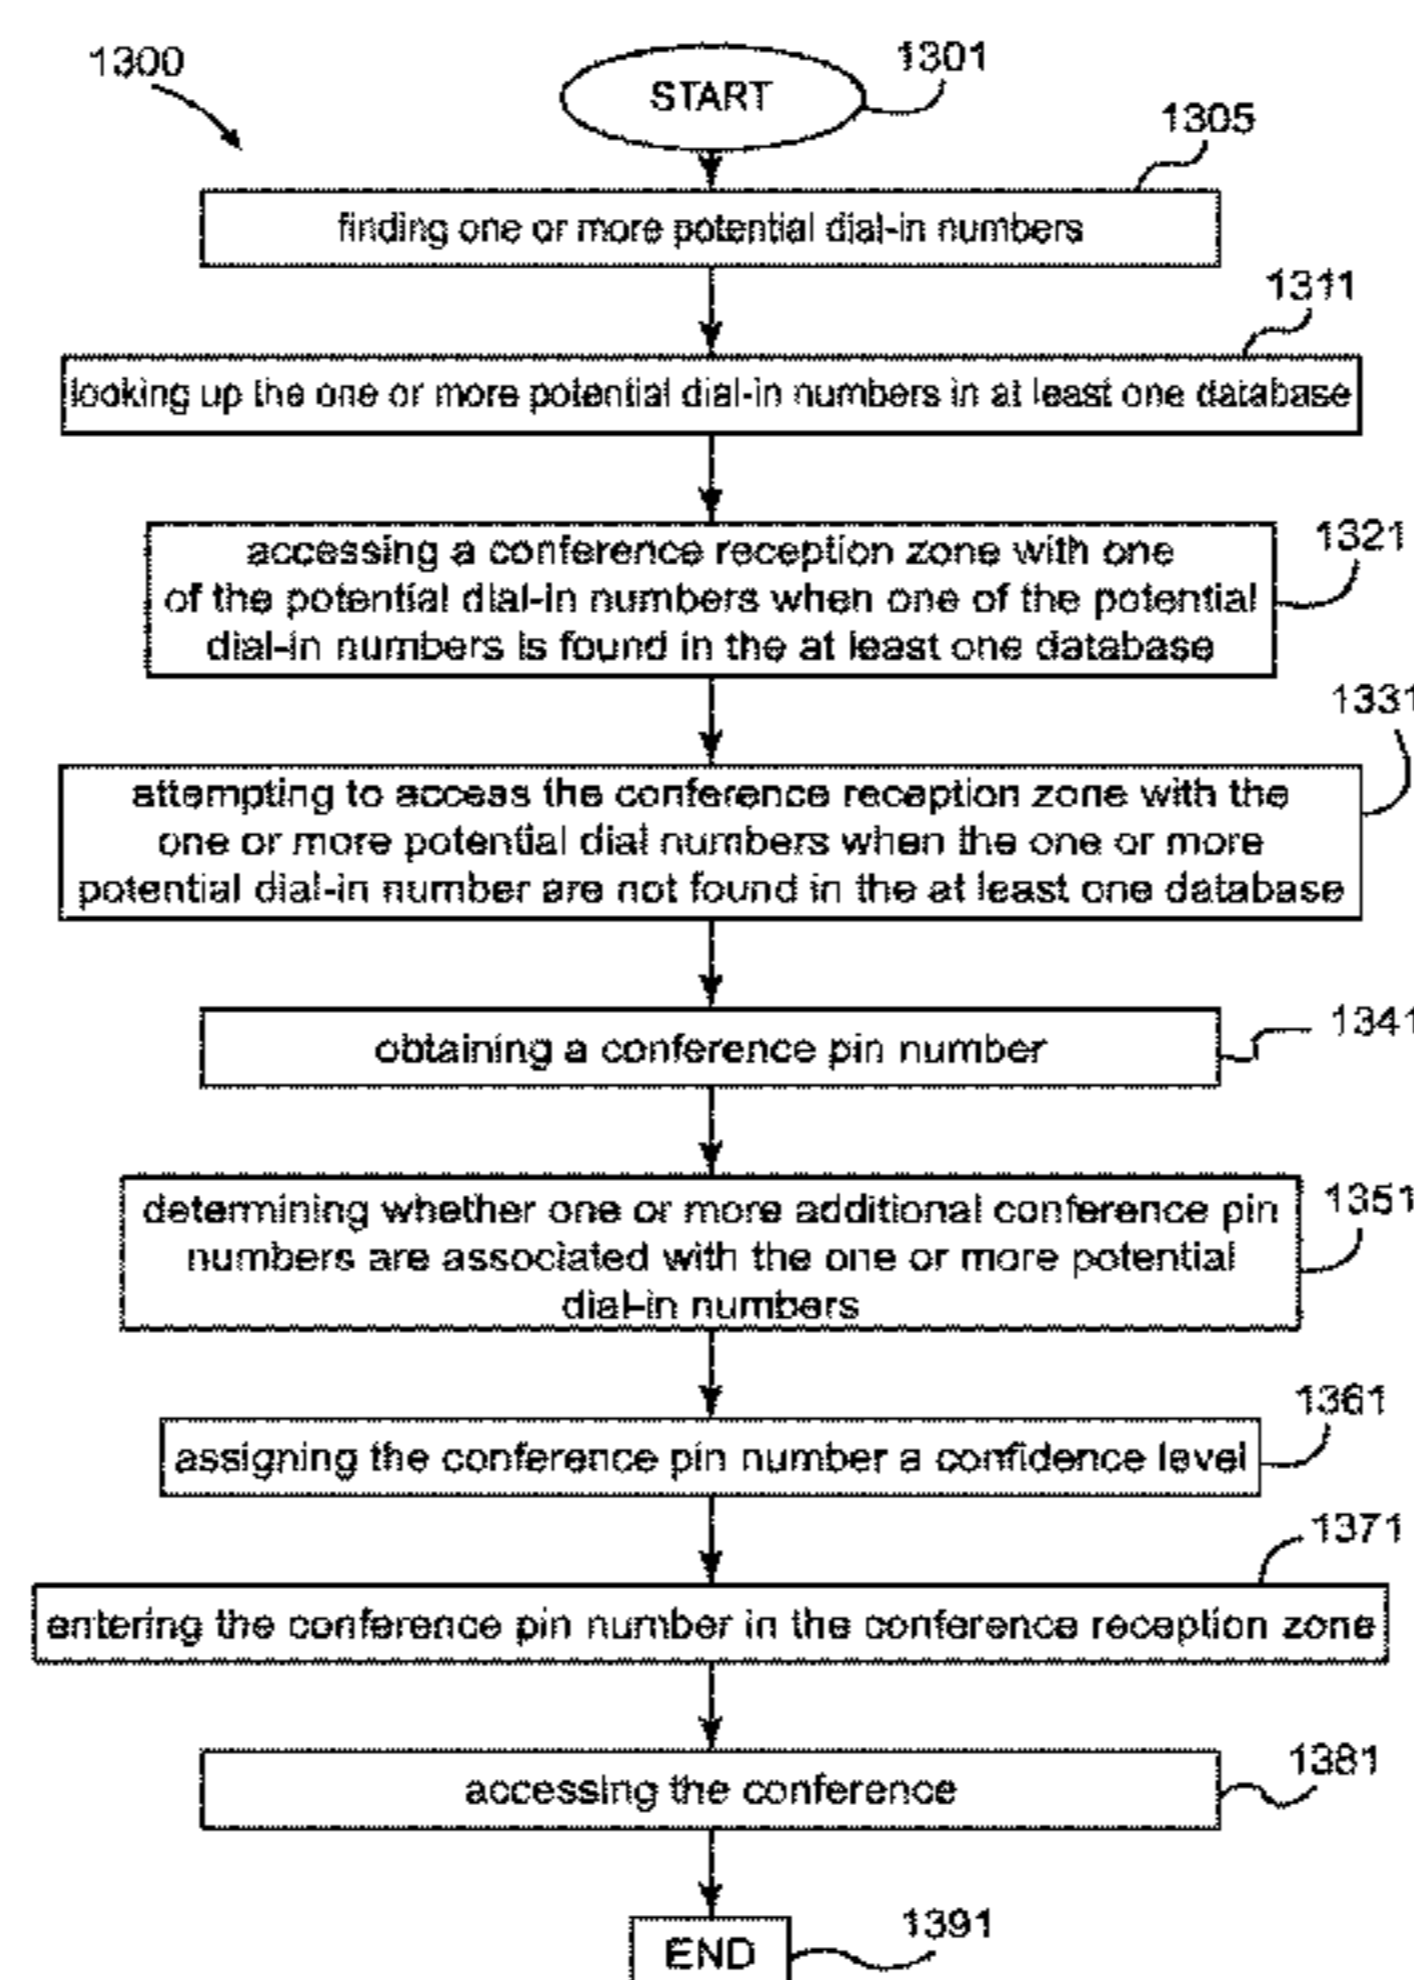 1300
START
1301
1305
finding one or more potential dial-in numbers
1311
looking up the one or more potential dial-in numbers in at least one database
1321
accessing a conference reception zone with one
of the potential dial-in numbers when one of the potential
dial-in numbers is found in the at least one database
1331
attempting to access the conference reception zone with the
one or more potential dial numbers when the one or more
potential dial-in number are not found in the at least one database
obtaining a conference pin number
1341
determining whether one or more additional conference pin
1351
numbers are associated with the one or more potential
dial-in numbers
1361
assigning the conference pin number a confidence level
1371
entering the conference pin number in the conference reception zone
1381
accessing the conference
1391
END